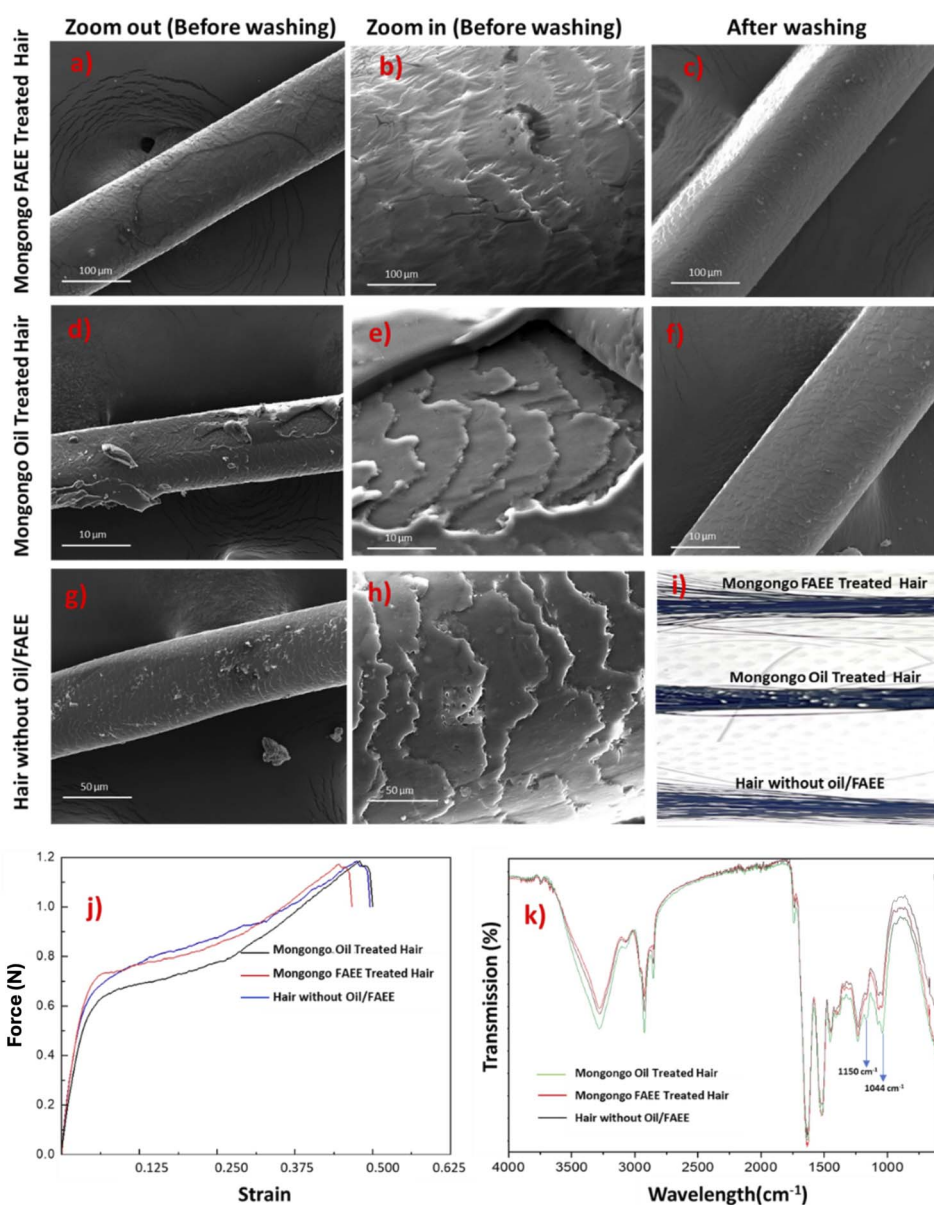 Zoom out (Before washing)
Zoom in (Before washing)
After washing
Mongongo FAEE Treated Hair
a)
b)
c)
100 µm
100 µm
100 µm
Mongongo Oil Treated Hair
d)
e)
f)
10 µm
10 µm
10 µm
Hair without Oil/FAEE
g)
h)
i)
50 µm
50 µm
Mongongo FAEE Treated Hair
Mongongo Oil Treated Hair
Hair without oil/FAEE
j)
Force (N)
1.2
1.0
0.8
0.6
0.4
0.2
0.0
Mongongo Oil Treated Hair
Mongongo FAEE Treated Hair
Hair without Oil/FAEE
0.125
0.250
0.375
0.500
0.625
Strain
k)
Transmission (%)
1150 cm-1
1044 cm-1
Mongongo Oil Treated Hair
Mongongo FAEE Treated Hair
Hair without Oil/FAEE
4000
3500
3000
2500
2000
1500
1000
Wavelength(cm-1)